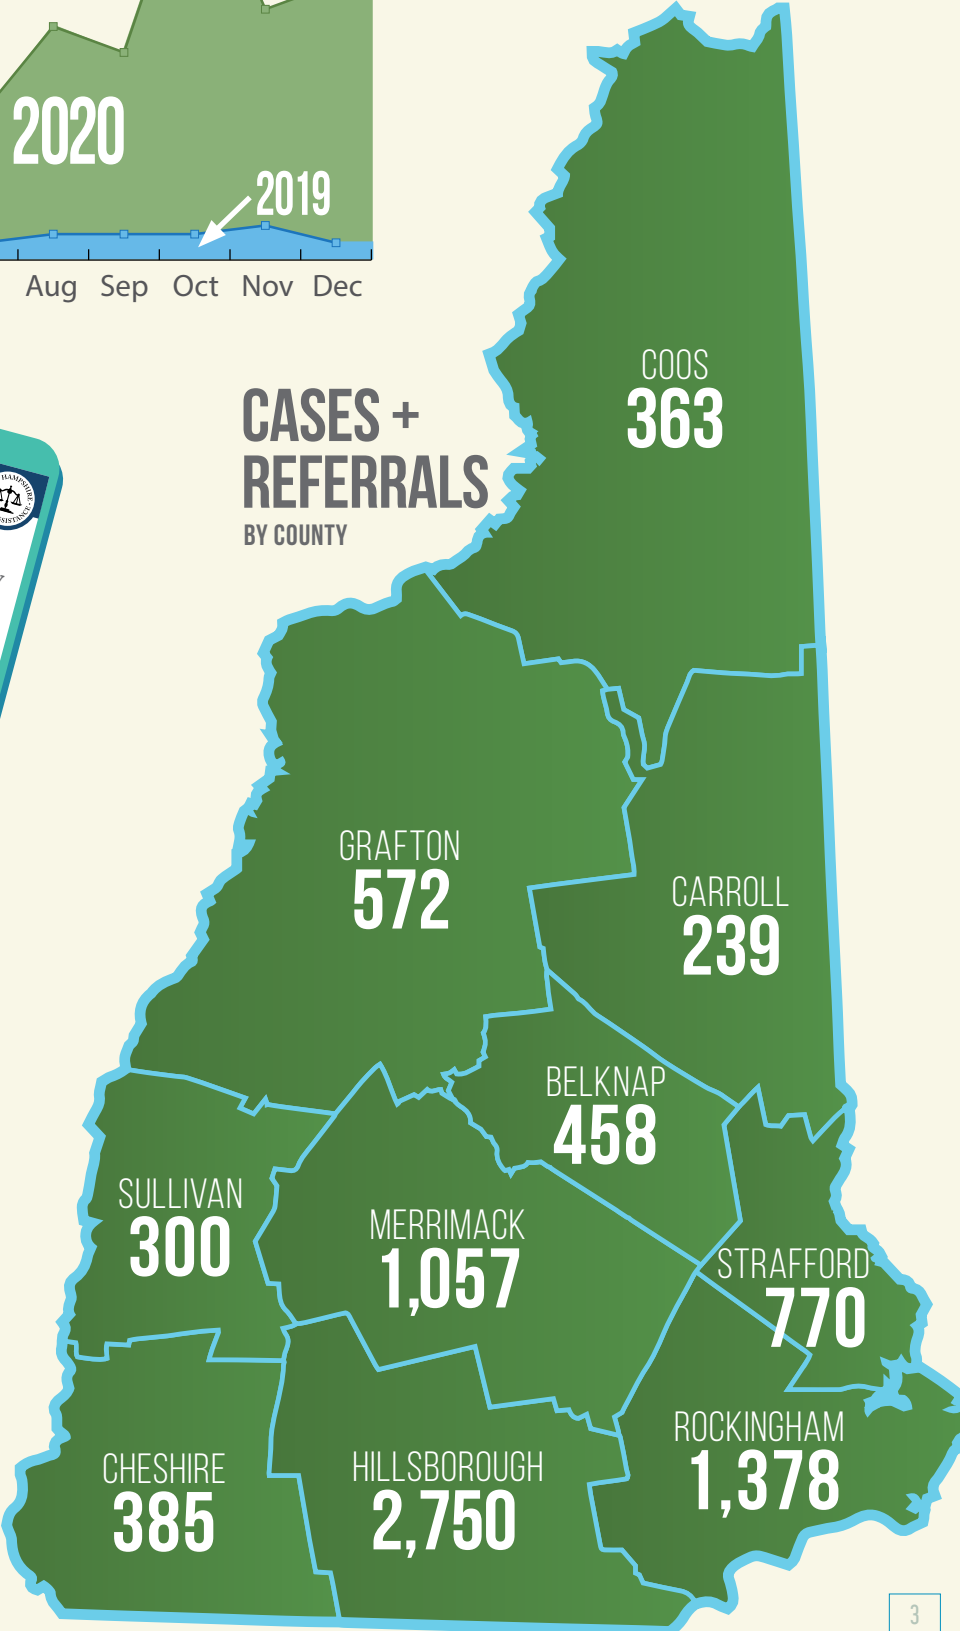 2020
2019
Aug Sep Oct Nov Dec
CASES +
REFERRALS
BY COUNTY
HAMPSHIRE
COOS
363
GRAFTON
572
CARROLL
239
BELKNAP
458
SULLIVAN
300
MERRIMACK
1,057
STRAFFORD
770
ROCKINGHAM
1,378
CHESHIRE
385
HILLSBOROUGH
2,750
3